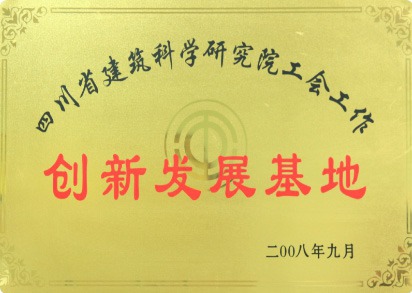 四川省建筑科学研究院工会工作
创新发展基地
二00八年九月